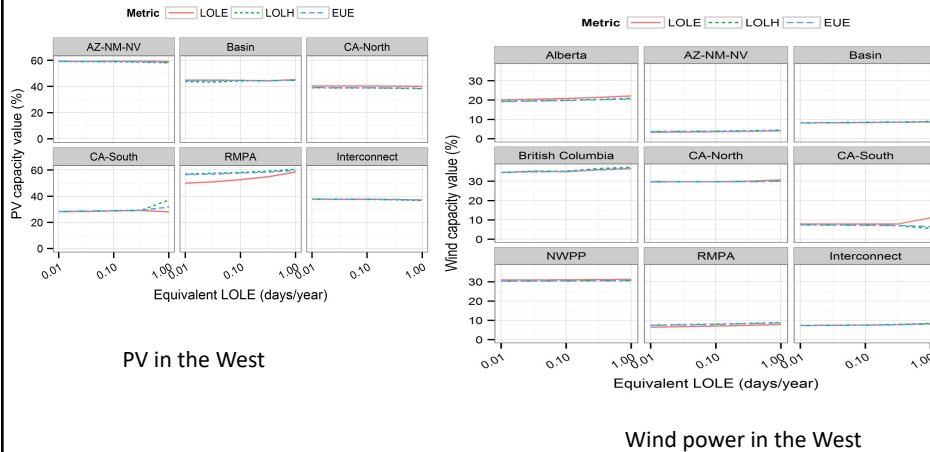 Metric LOLE LOLH EUE
AZ-NM-NV Basin CA-North
60
40
20
0
CA-South RMPA Interconnect
60
40
20
0
PV capacity value (%)
0.01 0.10 1.00 0.01 0.10 1.00 0.01 0.10 1.00
Equivalent LOLE (days/year)
PV in the West
Metric LOLE LOLH EUE
Alberta AZ-NM-NV Basin
30
20
10
0
British Columbia CA-North CA-South
30
20
10
0
NWPP RMPA Interconnect
30
20
10
0
Wind capacity value (%)
0.01 0.10 1.00 0.01 0.10 1.00 0.01 0.10 1.00
Equivalent LOLE (days/year)
Wind power in the West